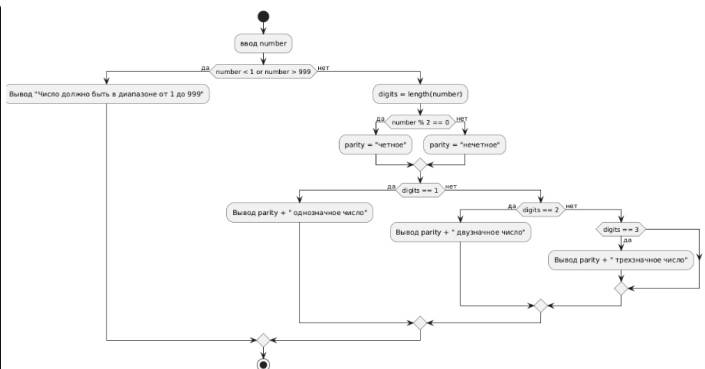 ввод number
да
number < 1 or number > 999
нет
Вывод "Число должно быть в диапазоне от 1 до 999"
digits = length(number)
да
number % 2 == 0
нет
parity = "четное"
parity = "нечетное"
да
digits == 1
нет
Вывод parity + " однозначное число"
да
digits == 2
нет
Вывод parity + " двузначное число"
digits == 3
да
Вывод parity + " трехзначное число"